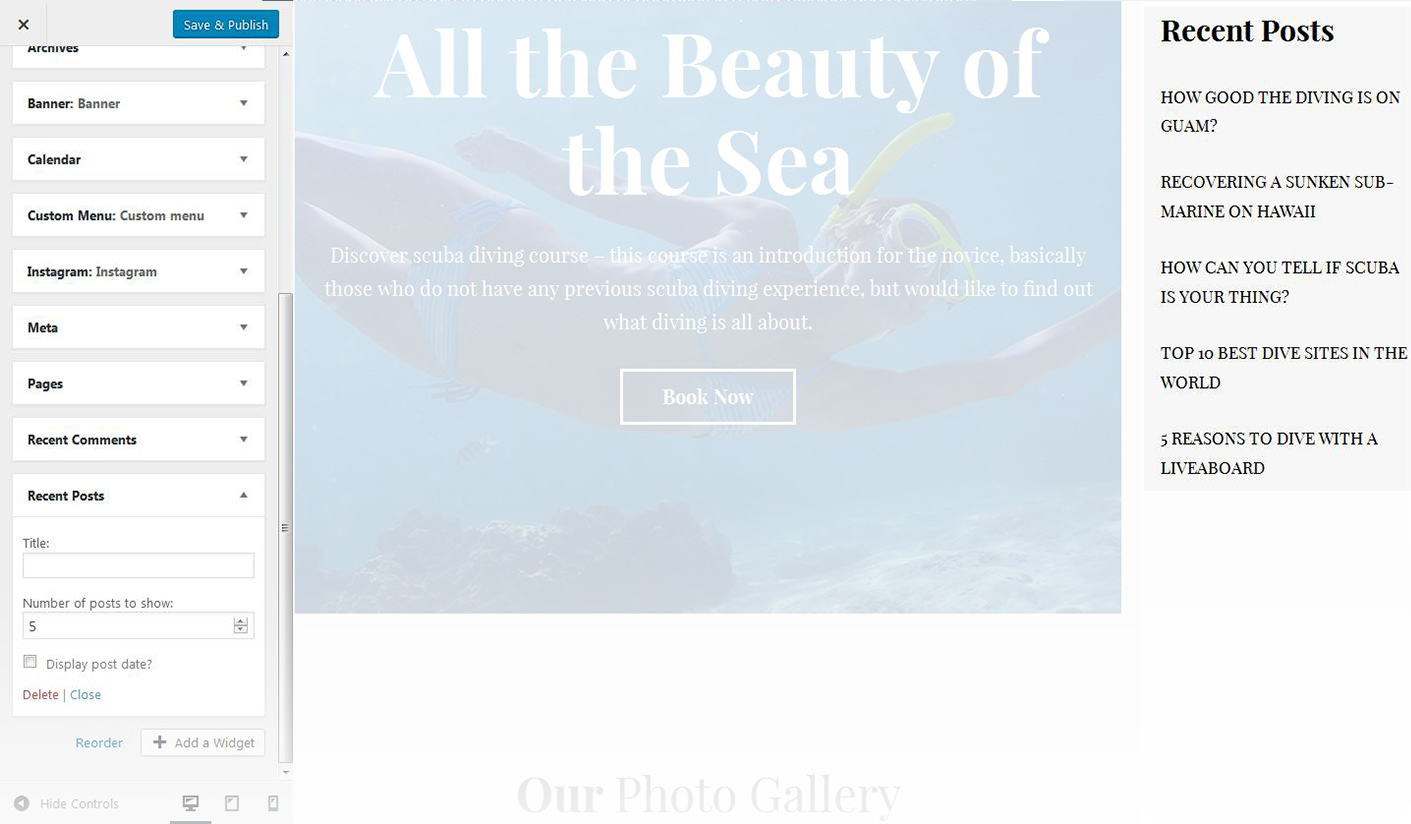 Save & Publish
Archives
Banner: Banner
Calendar
Custom Menu: Custom menu
Instagram: Instagram
Meta
Pages
Recent Comments
Recent Posts
Title:
Number of posts to show:
5
Display post date?
Delete | Close
Reorder
Add a Widget
Hide Controls
All the Beauty of
the Sea
Discover scuba diving course – this course is an introduction for the novice, basically
those who do not have any previous scuba diving experience, but would like to find out
what diving is all about.
Book Now
Our Photo Gallery
Recent Posts
HOW GOOD THE DIVING IS ON
GUAM?
RECOVERING A SUNKEN SUB-
MARINE ON HAWAII
HOW CAN YOU TELL IF SCUBA
IS YOUR THING?
TOP 10 BEST DIVE SITES IN THE
WORLD
5 REASONS TO DIVE WITH A
LIVEABOARD